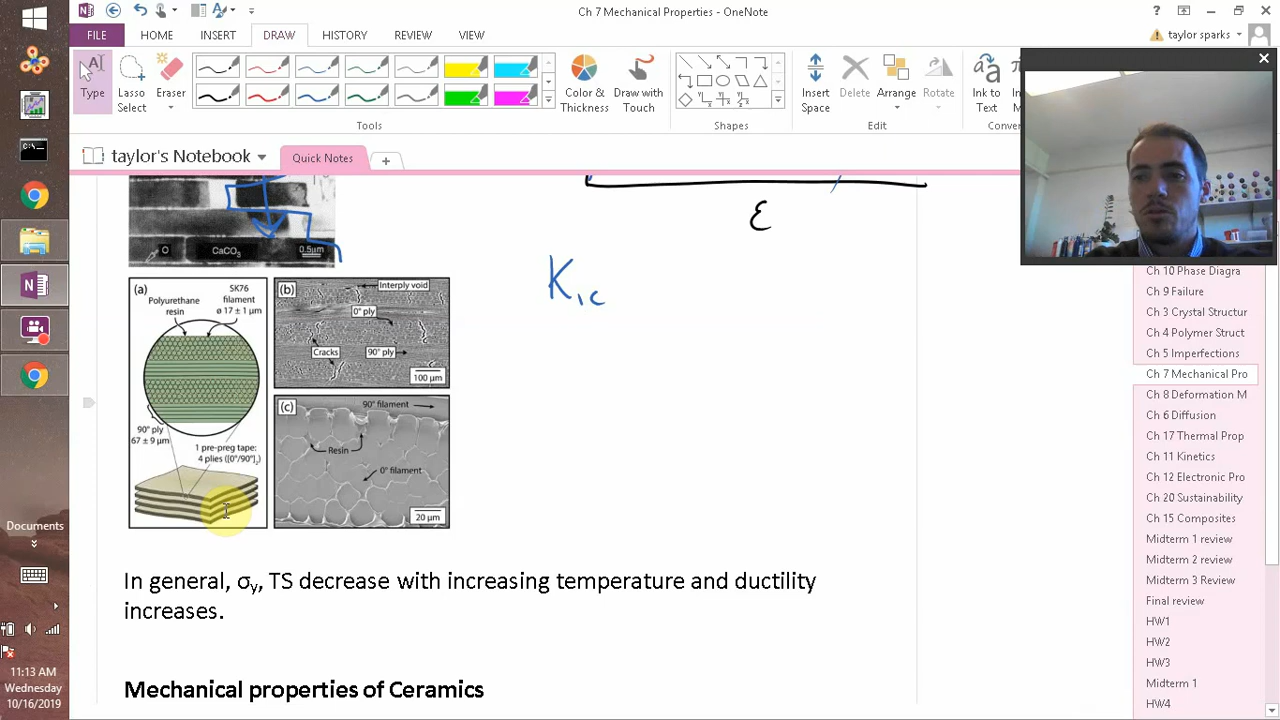 Ch 7 Mechanical Properties - OneNote
?
FILE
HOME
INSERT
DRAW
HISTORY
REVIEW
VIEW
taylor sparks
Type
Lasso
Select
Eraser
Color &
Thickness
Draw with
Touch
Insert
Space
Delete
Arrange
Rotate
Ink to
Text
Tools
Shapes
Edit
Conver
taylor's Notebook
Quick Notes
ε
CaCO₃
0.5μm
K1c
(a)
Polyurethane
resin
SK76
filament
ø 17 ± 1 μm
90° ply
67 ± 9 μm
1 pre-preg tape:
4 plies ([0°/90°]2)
(b)
Interply void
0° ply
Cracks
90° ply
100 μm
(c)
90° filament
Resin
0° filament
20 μm
In general, σy, TS decrease with increasing temperature and ductility
increases.
Mechanical properties of Ceramics
Ch 10 Phase Diagra
Ch 9 Failure
Ch 3 Crystal Structur
Ch 4 Polymer Struct
Ch 5 Imperfections
Ch 7 Mechanical Pro
Ch 8 Deformation M
Ch 6 Diffusion
Ch 17 Thermal Prop
Ch 11 Kinetics
Ch 12 Electronic Pro
Ch 20 Sustainability
Ch 15 Composites
Midterm 1 review
Midterm 2 review
Midterm 3 Review
Final review
HW1
HW2
HW3
Midterm 1
HW4
Documents
11:13 AM
Wednesday
10/16/2019